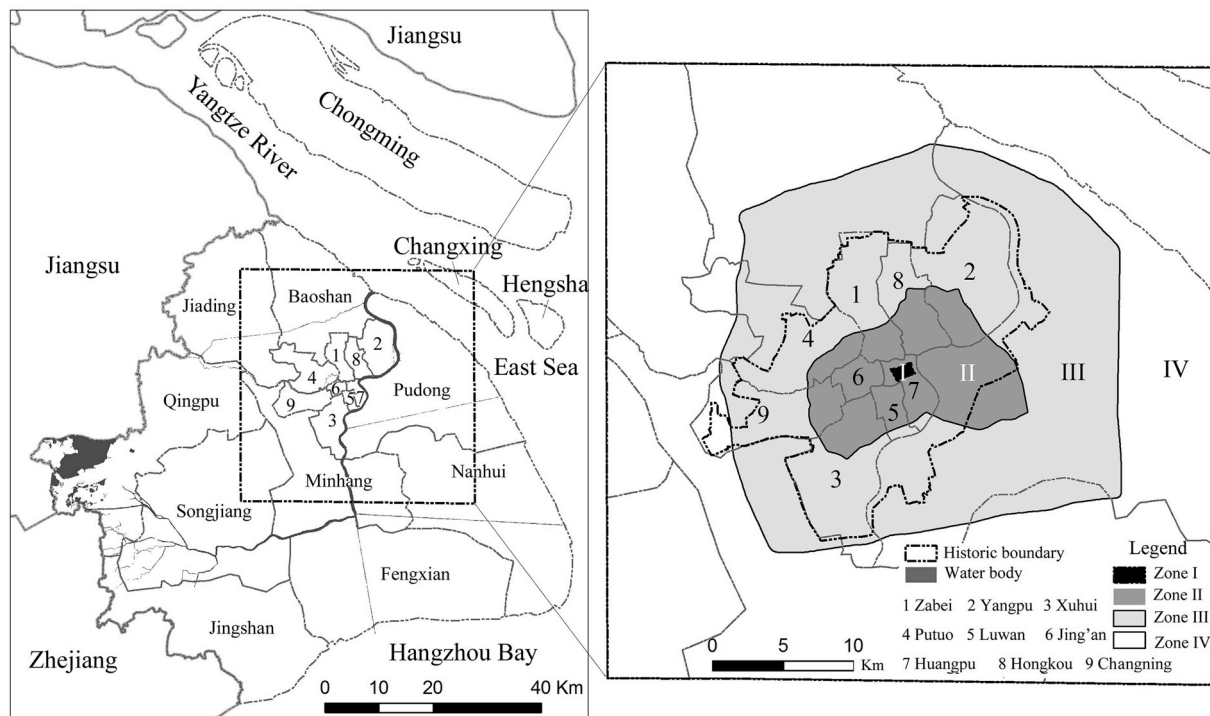 Jiangsu
Yangtze River
Chongming
Jiangsu
Changxing
Hengsha
Baoshan
Jiading
East Sea
1
2
8
4
6
5
7
9
3
Pudong
Qingpu
Nanhui
Minhang
Songjiang
Fengxian
Jingshan
Zhejiang
Hangzhou Bay
0 10 20 40 Km
2
8
1
4
6
I
II
III
IV
7
9
5
3
Historic boundary
Water body
Legend
Zone I
Zone II
Zone III
Zone IV
1 Zabei 2 Yangpu 3 Xuhui
4 Putuo 5 Luwan 6 Jing'an
7 Huangpu 8 Hongkou 9 Changning
0 5 10
Km